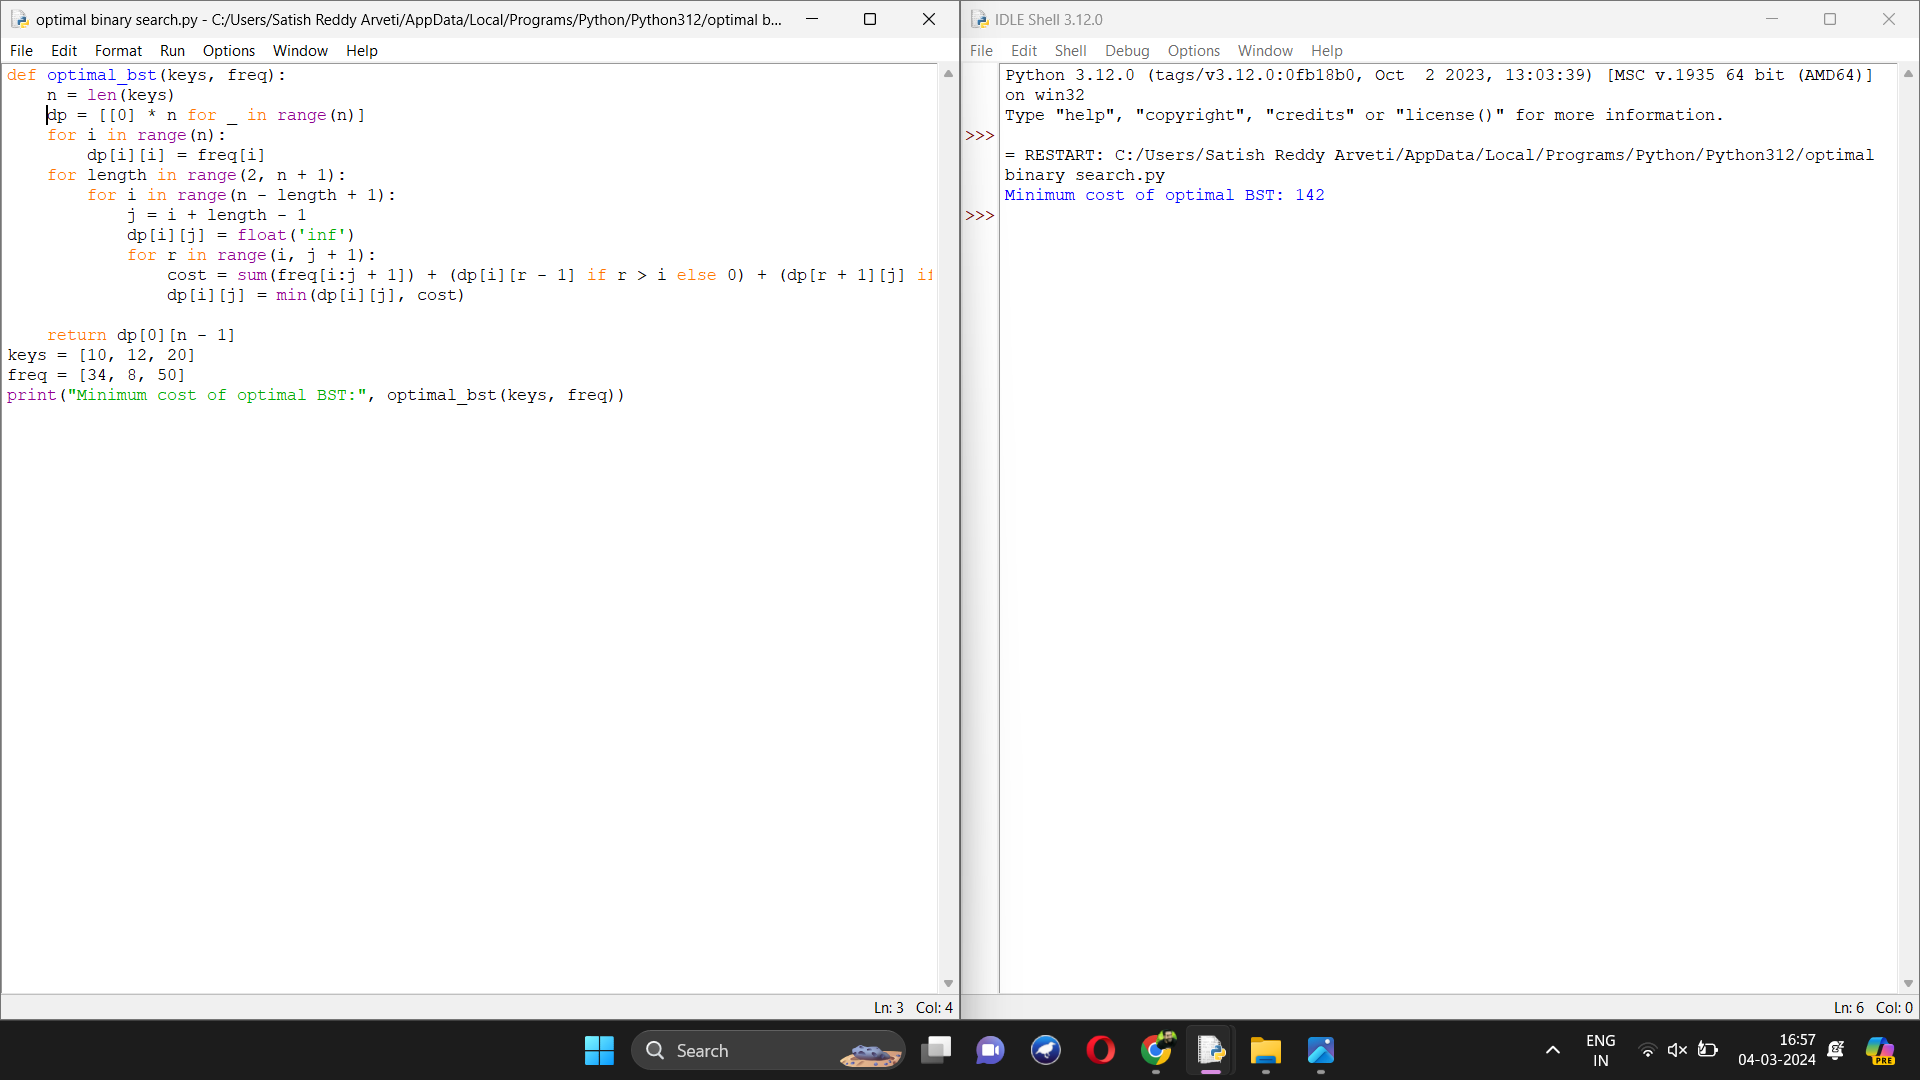 optimal binary search.py - C:/Users/Satish Reddy Arveti/AppData/Local/Programs/Python/Python312/optimal b...
File Edit Format Run Options Window Help
def optimal_bst(keys, freq):
    n = len(keys)
    dp = [[0] * n for _ in range(n)]
    for i in range(n):
        dp[i][i] = freq[i]
    for length in range(2, n + 1):
        for i in range(n - length + 1):
            j = i + length - 1
            dp[i][j] = float('inf')
            for r in range(i, j + 1):
                cost = sum(freq[i:j + 1]) + (dp[i][r - 1] if r > i else 0) + (dp[r + 1][j] if
                dp[i][j] = min(dp[i][j], cost)
    return dp[0][n - 1]
keys = [10, 12, 20]
freq = [34, 8, 50]
print("Minimum cost of optimal BST:", optimal_bst(keys, freq))
Ln: 3 Col: 4
IDLE Shell 3.12.0
File Edit Shell Debug Options Window Help
Python 3.12.0 (tags/v3.12.0:0fb18b0, Oct  2 2023, 13:03:39) [MSC v.1935 64 bit (AMD64)]
on win32
Type "help", "copyright", "credits" or "license()" for more information.
>>>
= RESTART: C:/Users/Satish Reddy Arveti/AppData/Local/Programs/Python/Python312/optimal
binary search.py
Minimum cost of optimal BST: 142
>>>
Ln: 6 Col: 0
Search
ENG
IN
16:57
04-03-2024
PRE